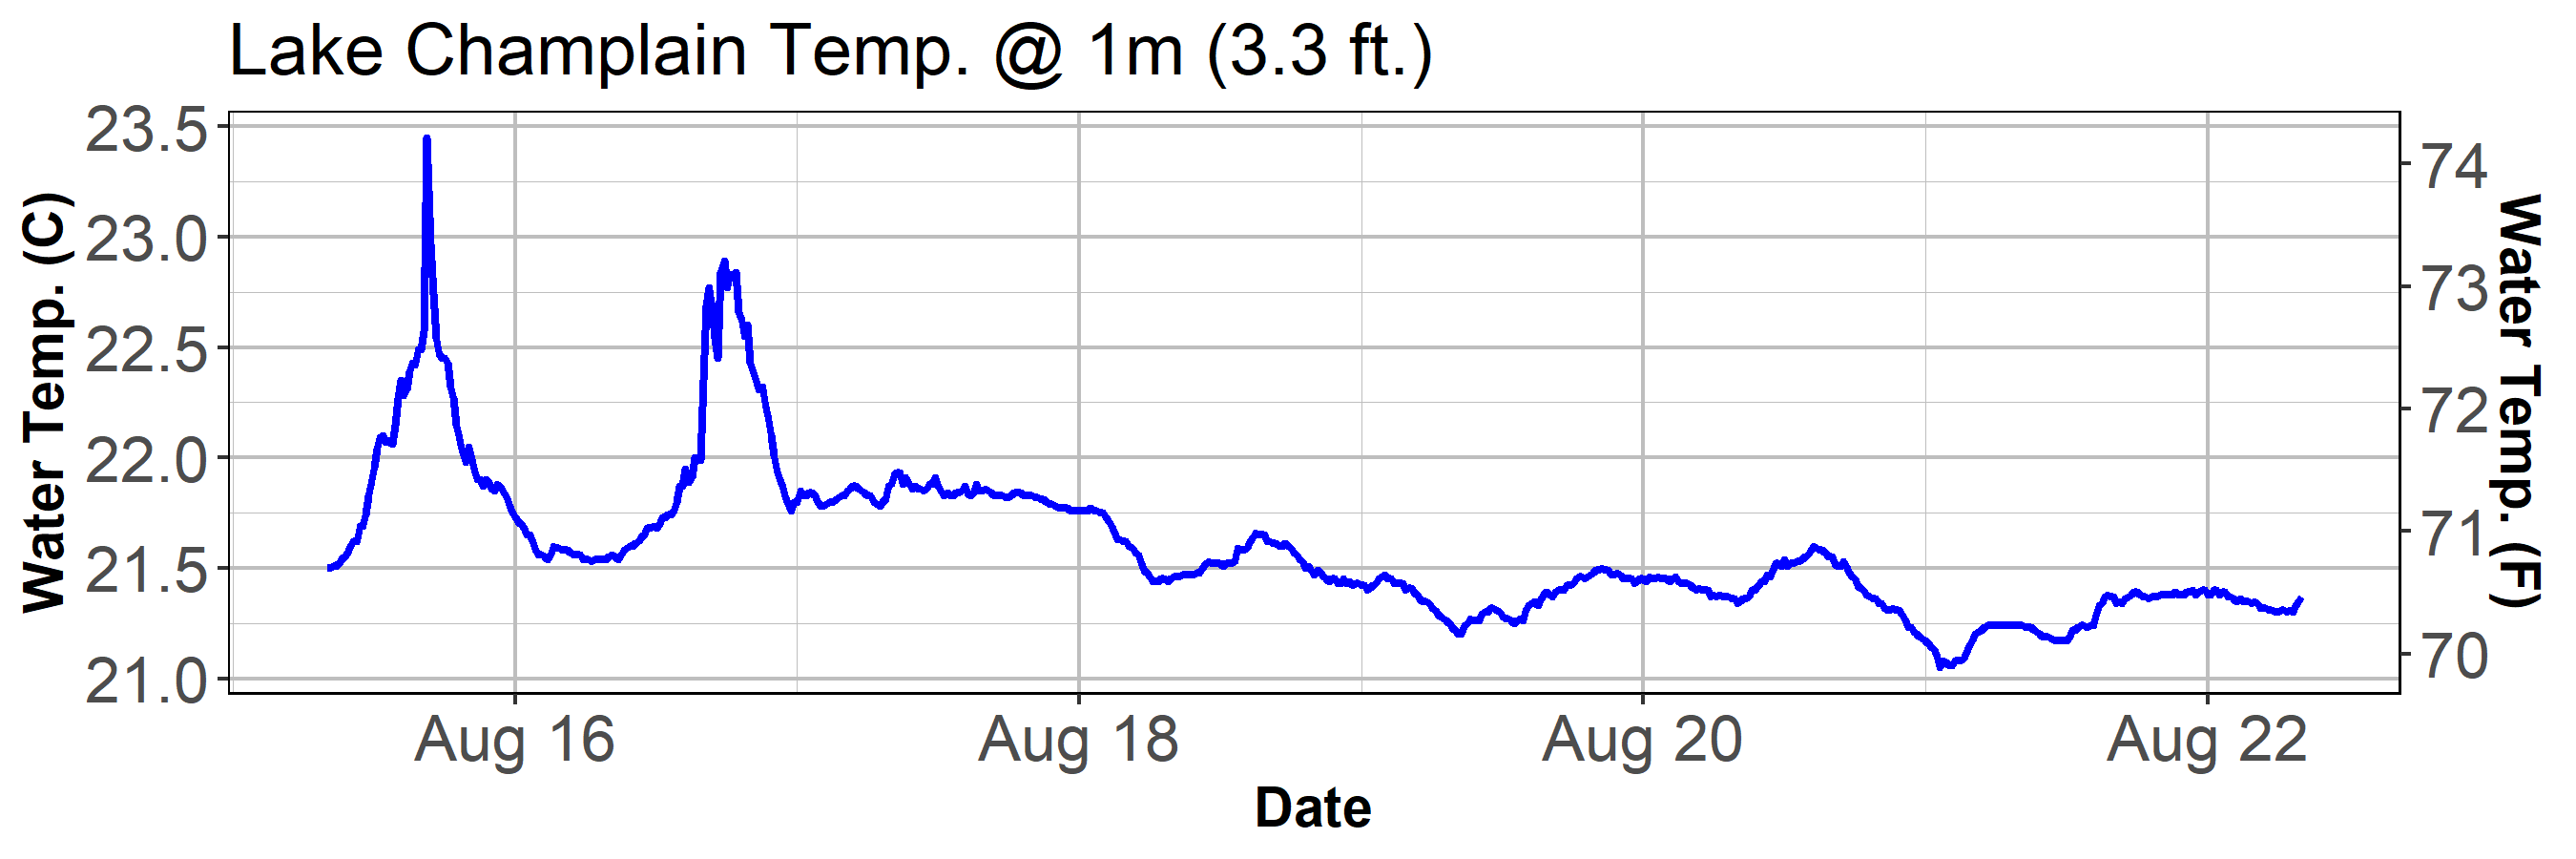 Lake Champlain Temp. @ 1m (3.3 ft.)
Water Temp. (C)
23.5
23.0
22.5
22.0
21.5
21.0
74
73
72
71
70
Water Temp. (F)
Aug 16
Aug 18
Aug 20
Aug 22
Date